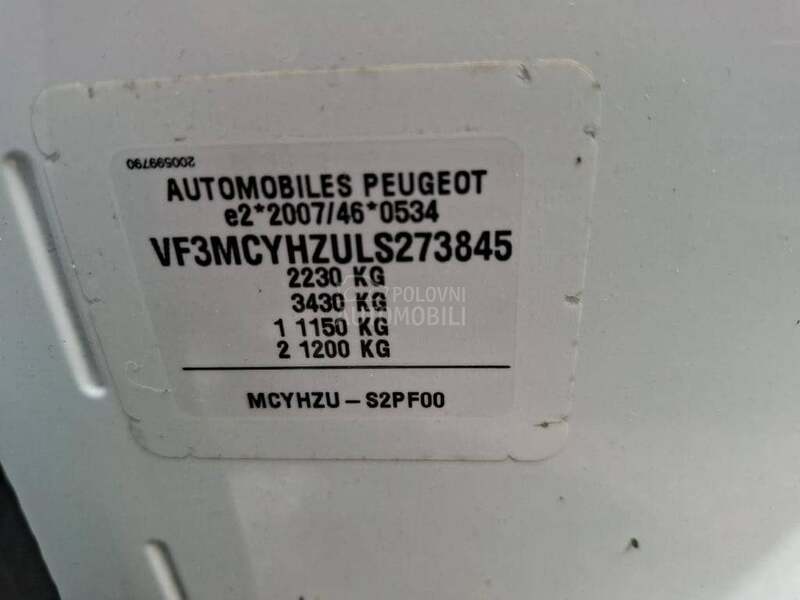 200599790
AUTOMOBILES PEUGEOT
e2*2007/46*0534
VF3MCYHZULS273845
2230 KG
3430 KG
1 1150 KG
2 1200 KG
POLOVNI
AUTOMOBILI
MCYHZU - S2PF00